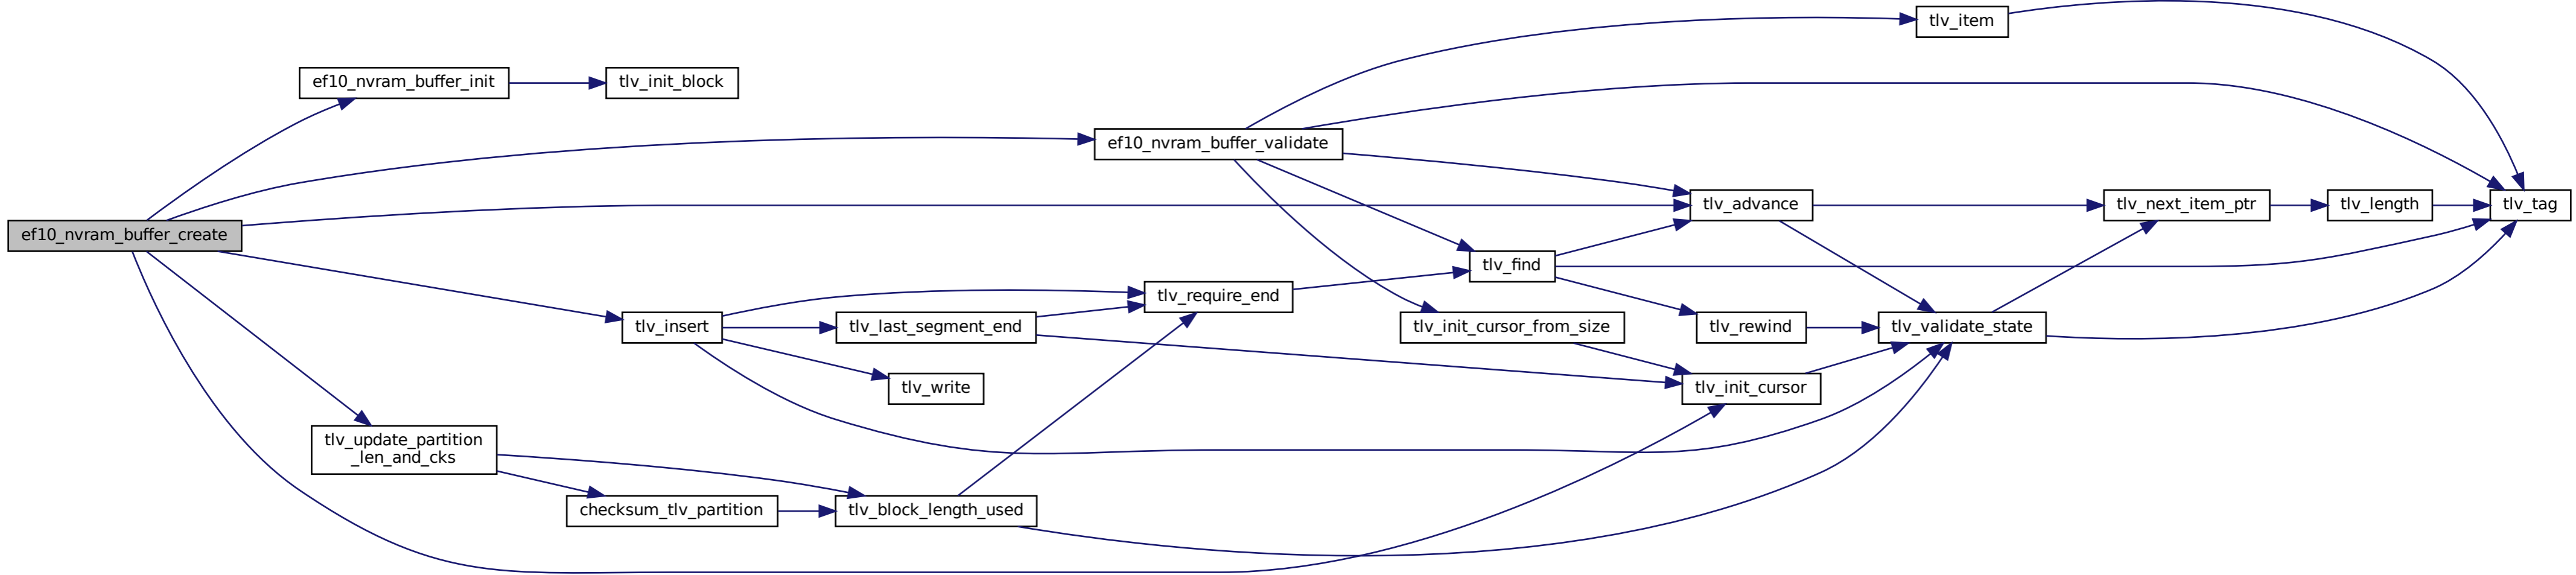 tlv_item
ef10_nvram_buffer_init
tlv_init_block
ef10_nvram_buffer_validate
tlv_advance
tlv_next_item_ptr
tlv_length
tlv_tag
ef10_nvram_buffer_create
tlv_find
tlv_require_end
tlv_insert
tlv_last_segment_end
tlv_init_cursor_from_size
tlv_rewind
tlv_validate_state
tlv_write
tlv_init_cursor
tlv_update_partition
_len_and_cks
checksum_tlv_partition
tlv_block_length_used